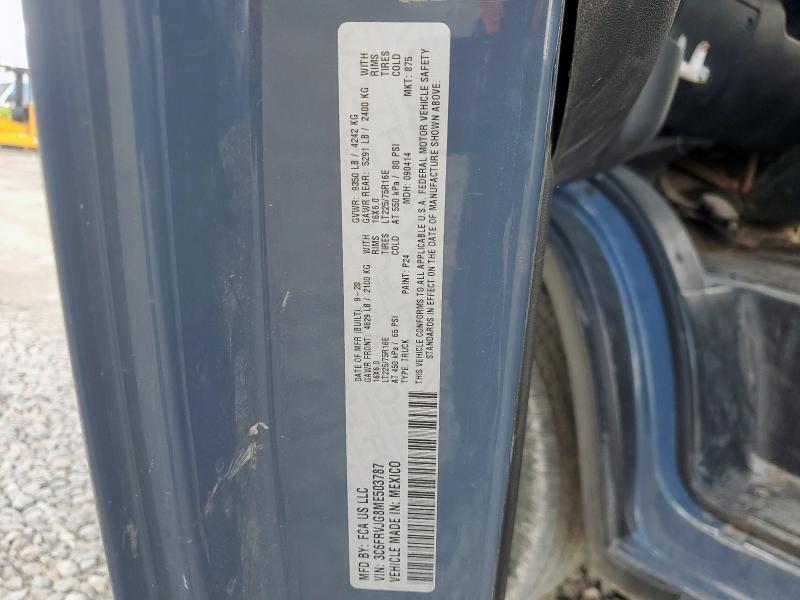 MFD BY: FCA US LLC
DATE OF MFR (BUILT): 9-20
GVWR: 9350 LB / 4242 KG
GAWR FRONT: 4629 LB / 2100 KG WITH
GAWR REAR: 5291 LB / 2400 KG WITH
16X6.0 RIMS
16X6.0 RIMS
LT225/75R16E TIRES
LT225/75R16E TIRES
AT 450 kPa / 65 PSI COLD
AT 550 kPa / 80 PSI COLD
VIN: 3C6FRVJG8ME503787
TYPE: TRUCK PAINT: P24 MDH: 090414 MKT: 875
VEHICLE MADE IN: MEXICO
THIS VEHICLE CONFORMS TO ALL APPLICABLE U.S.A. FEDERAL MOTOR VEHICLE SAFETY
STANDARDS IN EFFECT ON THE DATE OF MANUFACTURE SHOWN ABOVE.